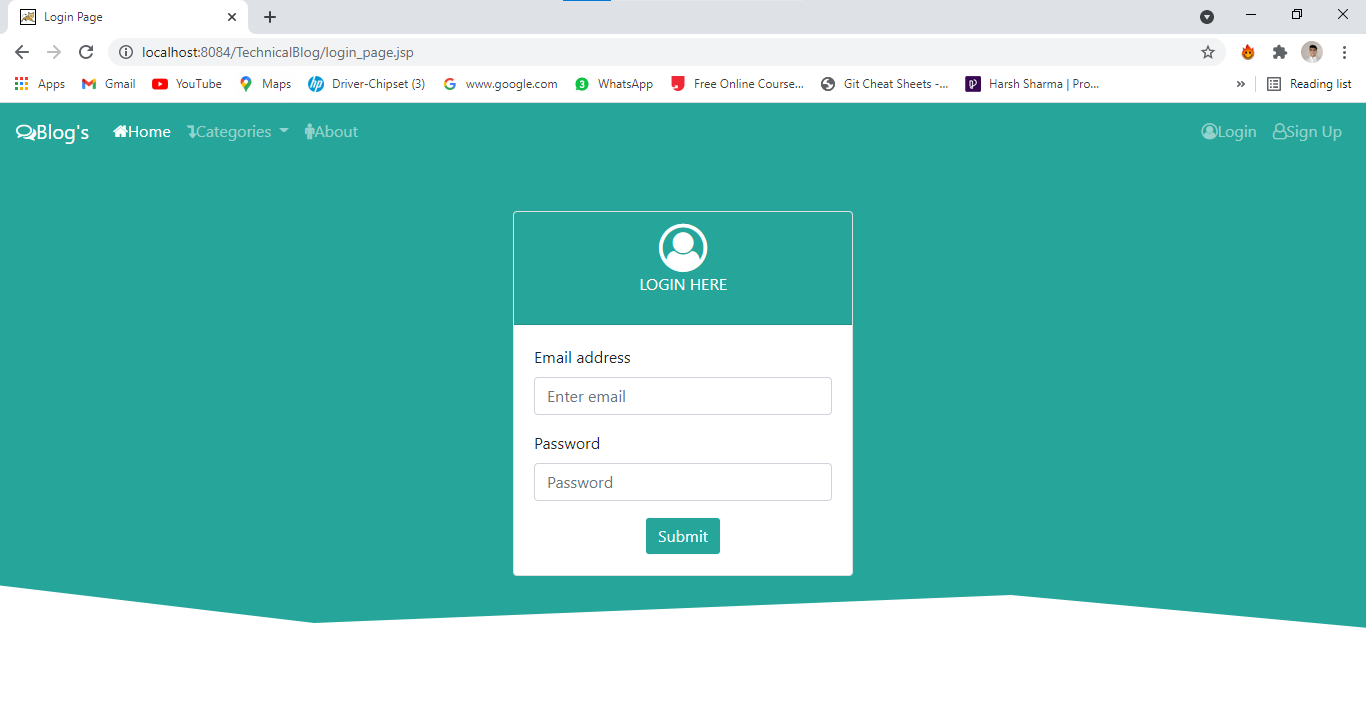 Login Page
localhost:8084/TechnicalBlog/login_page.jsp
Apps Gmail YouTube Maps Driver-Chipset (3) www.google.com WhatsApp Free Online Course... Git Cheat Sheets -... Harsh Sharma | Pro... » Reading list
Blog's Home Categories About Login Sign Up
LOGIN HERE
Email address
Enter email
Password
Password
Submit